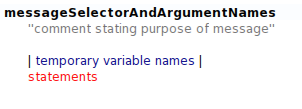 messageSelectorAndArgumentNames
"comment stating purpose of message"
| temporary variable names |
statements